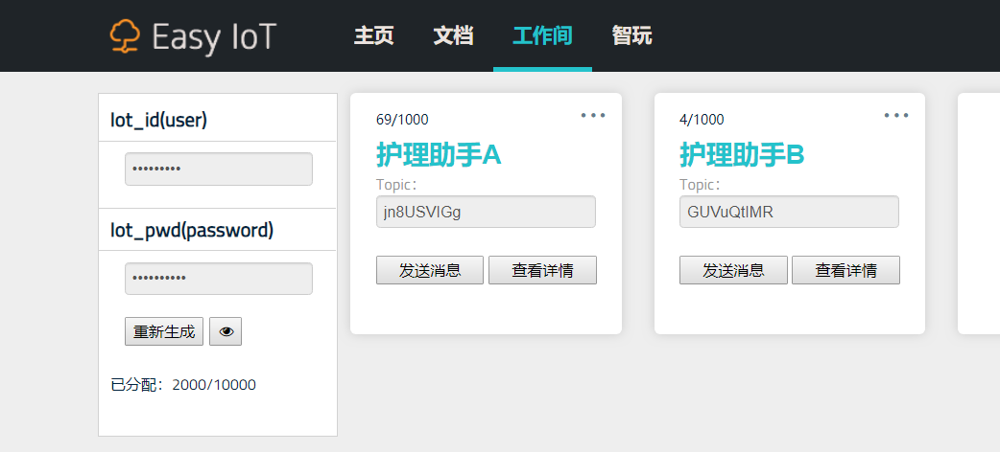 Easy IoT
主页 文档 工作间 智玩
Iot_id(user)
•••••••••
Iot_pwd(password)
••••••••••
重新生成
已分配：2000/10000
69/1000
护理助手A
Topic：
jn8USVIGg
发送消息 查看详情
4/1000
护理助手B
Topic：
GUVuQtIMR
发送消息 查看详情